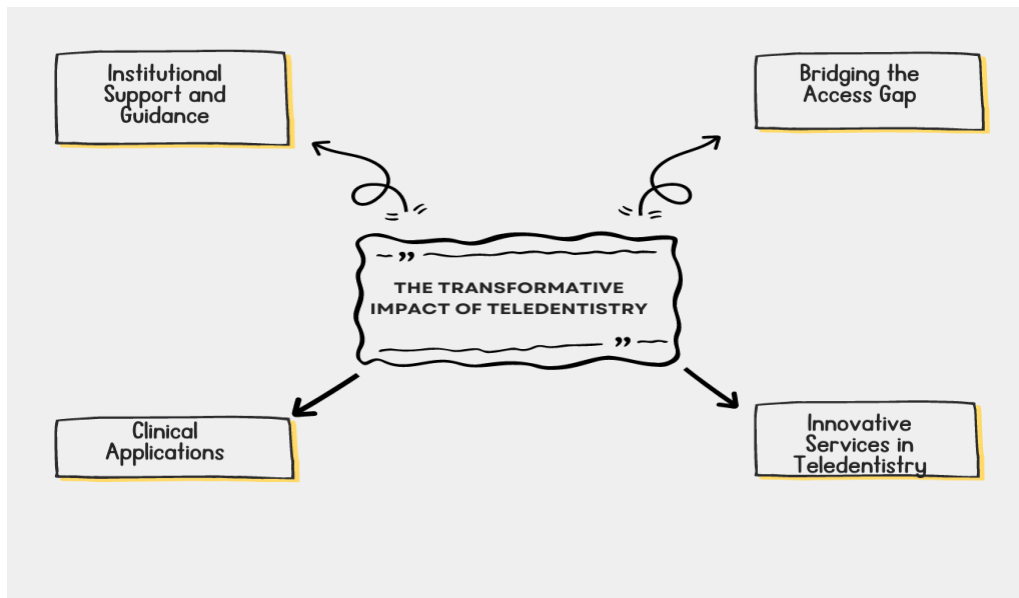 Institutional
Support and
Guidance
Bridging the
Access Gap
”
THE TRANSFORMATIVE
IMPACT OF TELEDENTISTRY
”
Clinical
Applications
Innovative
Services in
Teledentistry